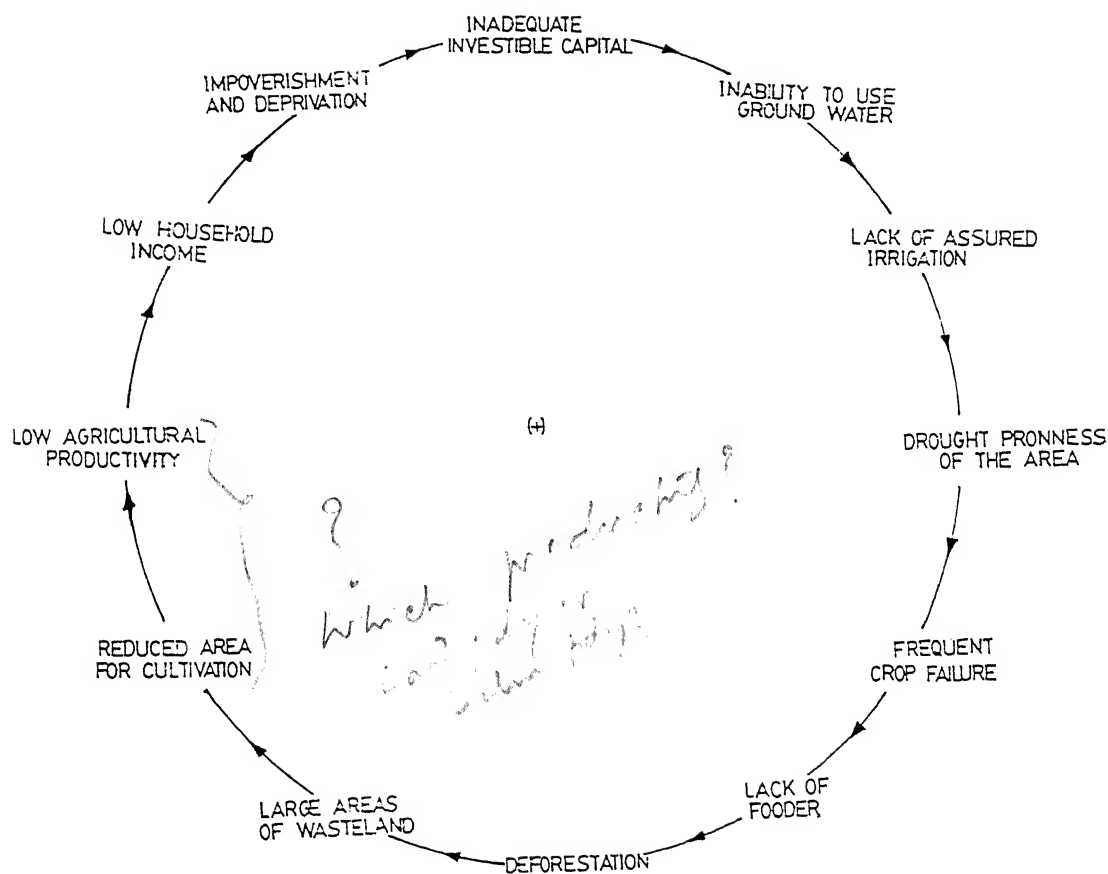 INADEQUATE
INVESTIBLE CAPITAL
INABILITY TO USE
GROUND WATER
LACK OF ASSURED
IRRIGATION
DROUGHT PRONNESS
OF THE AREA
FREQUENT
CROP FAILURE
LACK OF
FOODER
DEFORESTATION
LARGE AREAS
OF WASTELAND
REDUCED AREA
FOR CULTIVATION
LOW AGRICULTURAL
PRODUCTIVITY
LOW HOUSEHOLD
INCOME
IMPOVERISHMENT
AND DEPRIVATION
(+)
?
which productivity?